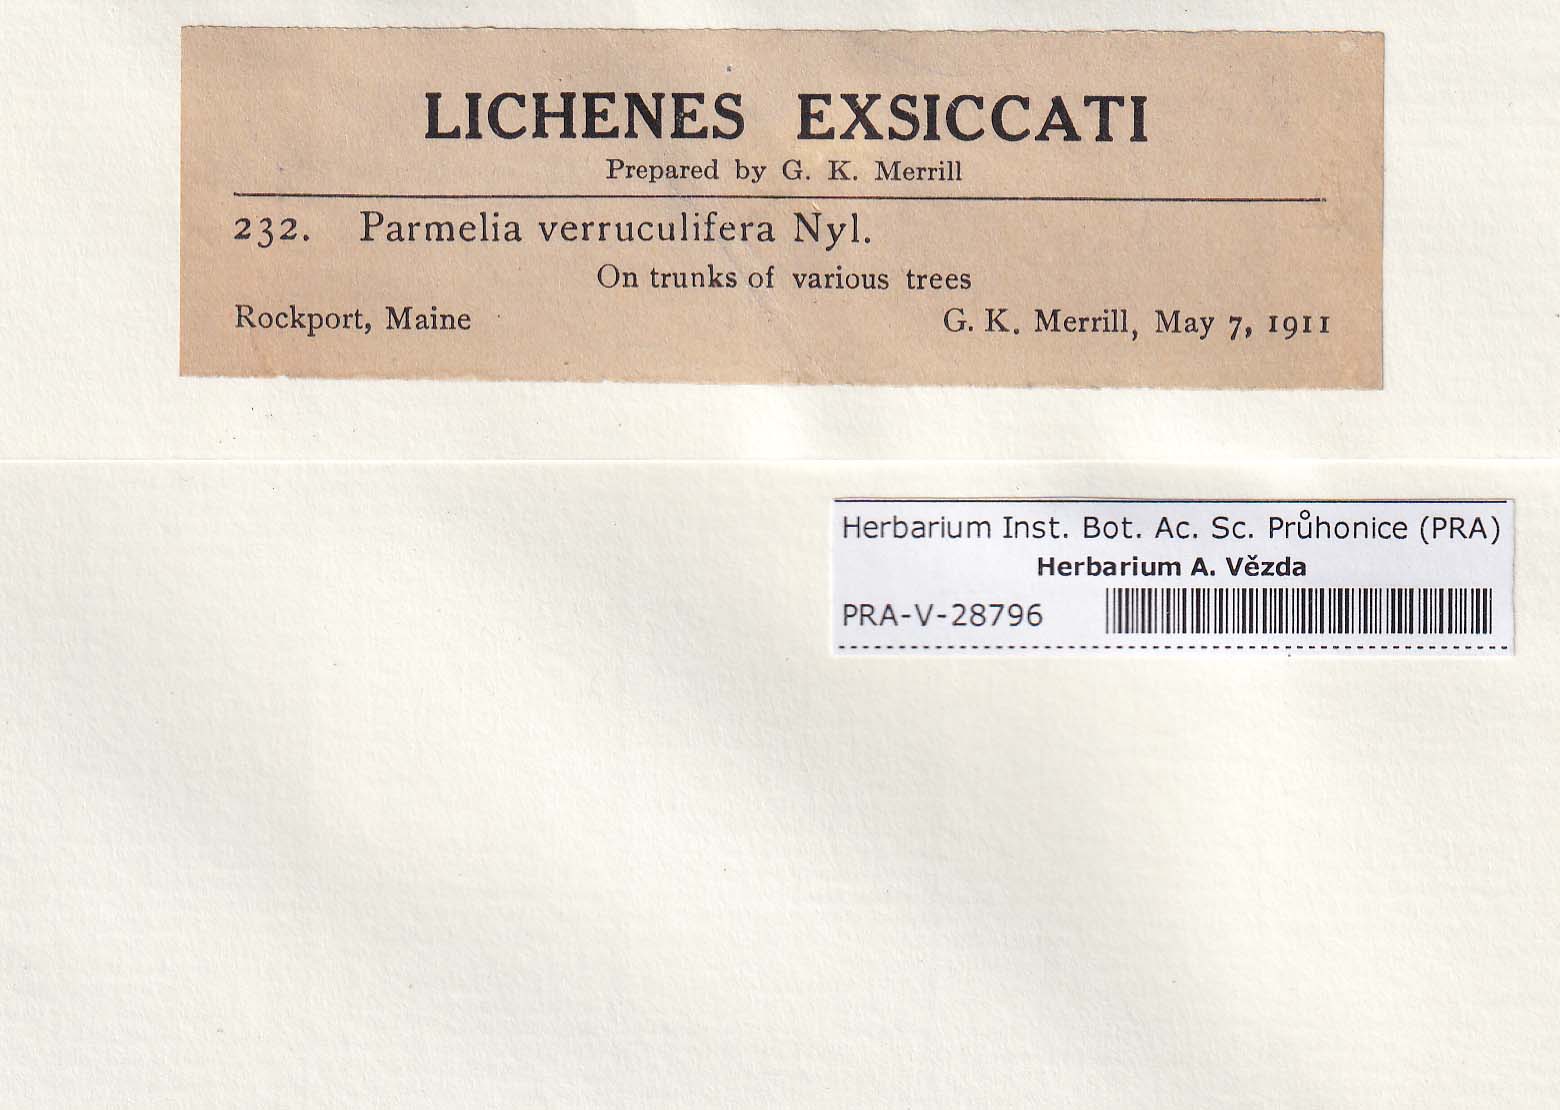 LICHENES EXSICCATI
Prepared by G. K. Merrill
232. Parmelia verruculifera Nyl.
On trunks of various trees
Rockport, Maine G. K. Merrill, May 7, 1911
Herbarium Inst. Bot. Ac. Sc. Průhonice (PRA)
Herbarium A. Vězda
PRA-V-28796